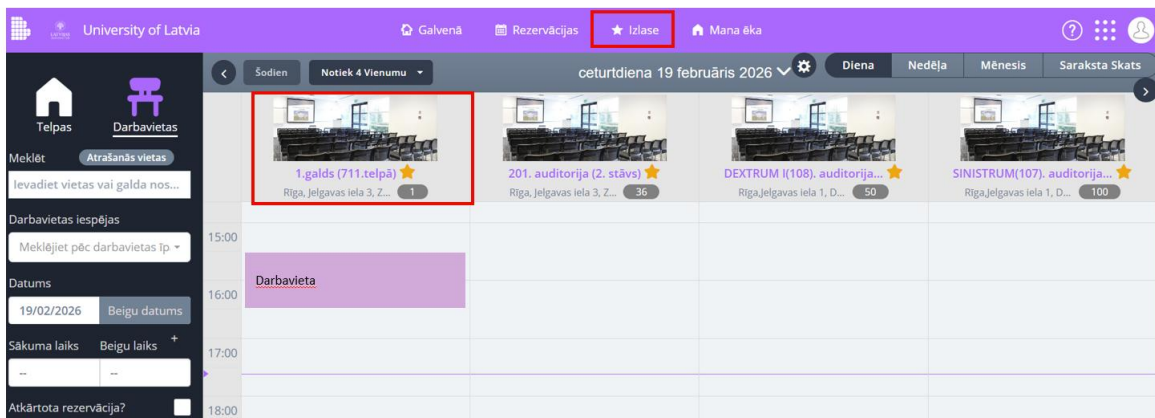 University of Latvia
Galvenā
Rezervācijas
Izlase
Mana ēka
?
Telpas
Darbavietas
Meklēt
Atrašanās vietas
Ievadiet vietas vai galda nos...
Darbavietas iespējas
Meklējiet pēc darbavietas īp
Datums
19/02/2026
Beigu datums
Sākuma laiks
Beigu laiks
+
--
--
Atkārtota rezervācija?
Šodien
Notiek 4 Vienumu
ceturtdiena 19 februāris 2026
Diena
Nedēļa
Mēnesis
Saraksta Skats
1.galds (711.telpā)
Rīga, Jelgavas iela 3, Z...
1
201. auditorija (2. stāvs)
Rīga, Jelgavas iela 3, Z...
36
DEXTRUM I(108). auditorija...
Rīga,Jelgavas iela 1, D...
50
SINISTRUM(107). auditorija...
Rīga,Jelgavas iela 1, D...
100
15:00
Darbavieta
16:00
17:00
18:00